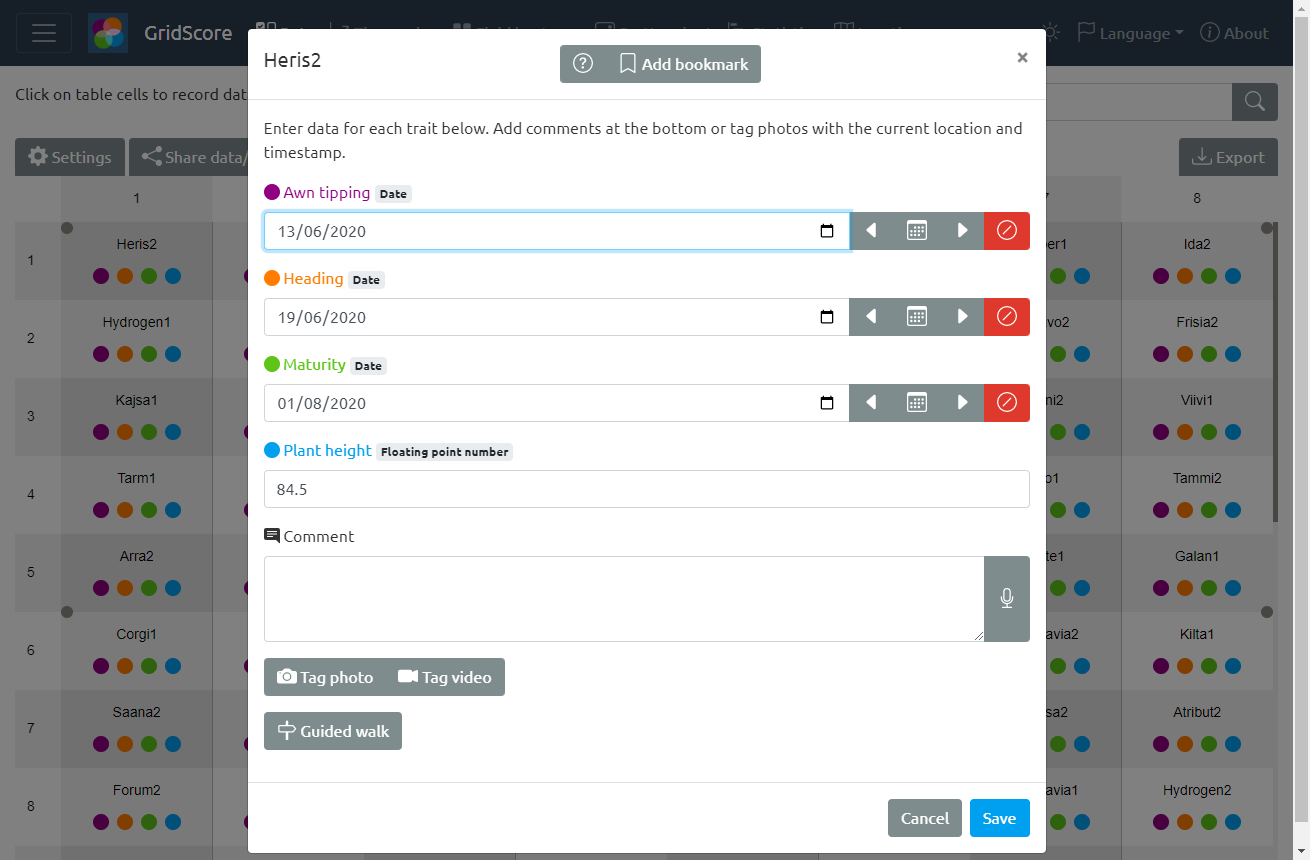 GridScore
Language
About
Click on table cells to record dat
Settings
Share data/
Export
1
8
1
Heris2
er1
Ida2
2
Hydrogen1
vo2
Frisia2
3
Kajsa1
ni2
Viivi1
4
Tarm1
o1
Tammi2
5
Arra2
te1
Galan1
6
Corgi1
avia2
Kilta1
7
Saana2
sa2
Atribut2
8
Forum2
avia1
Hydrogen2
Heris2
Add bookmark
×
Enter data for each trait below. Add comments at the bottom or tag photos with the current location and
timestamp.
Awn tipping Date
13/06/2020
Heading Date
19/06/2020
Maturity Date
01/08/2020
Plant height Floating point number
84.5
Comment
Tag photo Tag video
Guided walk
Cancel Save